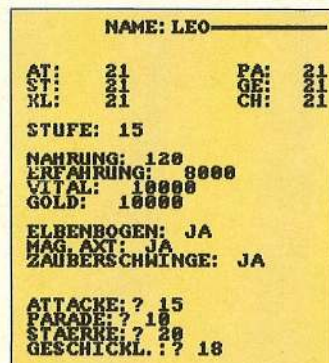 NAME: LEO
AT: 21 PA: 21
ST: 21 GE: 21
KL: 21 CH: 21
STUFE: 15
NAHRUNG: 120
ERFAHRUNG: 8000
VITAL: 10000
GOLD: 10000
ELBENBOGEN: JA
MAG. AXT: JA
ZAUBERSCHWINGE: JA
ATTACKE:? 15
PARADE:? 10
STAERKE:? 20
GESCHICKL.:? 18